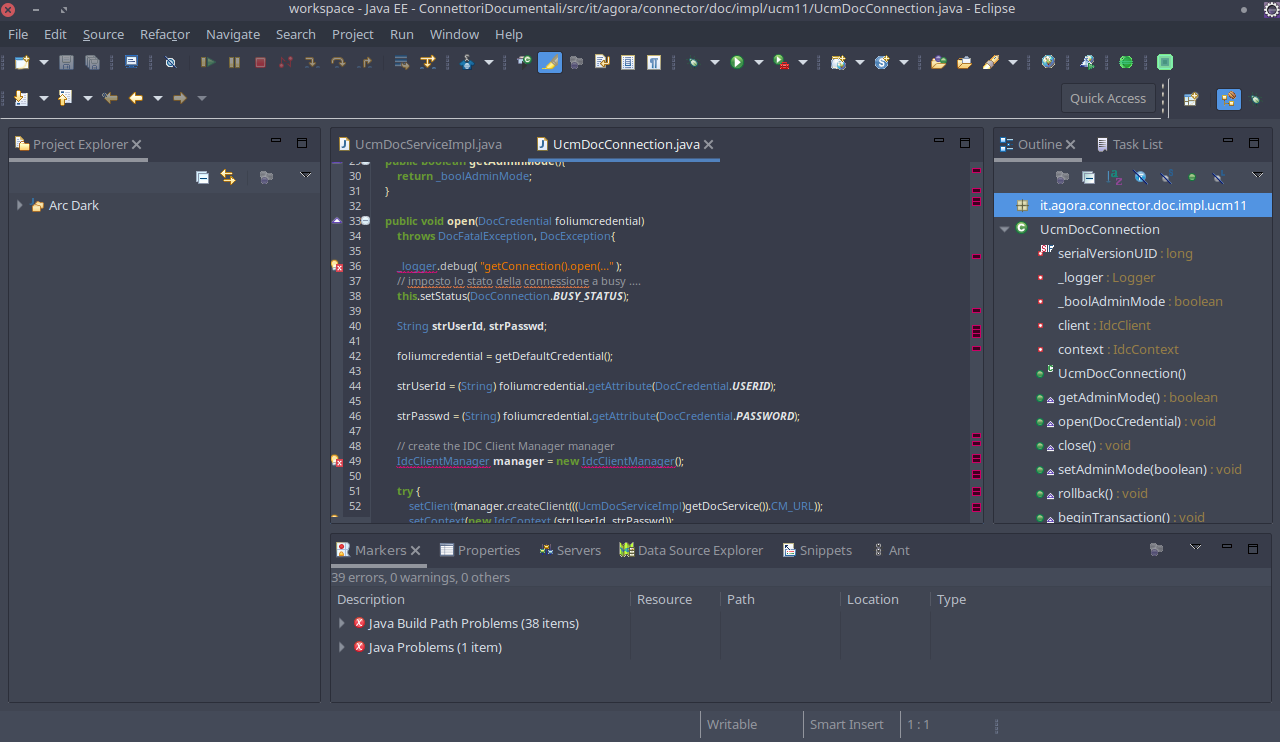 workspace - Java EE - ConnettoriDocumentali/src/it/agora/connector/doc/impl/ucm11/UcmDocConnection.java - Eclipse
File Edit Source Refactor Navigate Search Project Run Window Help
Quick Access
Project Explorer
Arc Dark
UcmDocServiceImpl.java
UcmDocConnection.java
29 public boolean getAdminMode(){
30 return _boolAdminMode;
31 }
32
33 public void open(DocCredential foliumcredential)
34 throws DocFatalException, DocException{
35
36 _logger.debug( "getConnection().open(..." );
37 // imposto lo stato della connessione a busy ....
38 this.setStatus(DocConnection.BUSY_STATUS);
39
40 String strUserId, strPasswd;
41
42 foliumcredential = getDefaultCredential();
43
44 strUserId = (String) foliumcredential.getAttribute(DocCredential.USERID);
45
46 strPasswd = (String) foliumcredential.getAttribute(DocCredential.PASSWORD);
47
48 // create the IDC Client Manager manager
49 IdcClientManager manager = new IdcClientManager();
50
51 try {
52 setClient(manager.createClient(((UcmDocServiceImpl)getDocService()).CM_URL));
setContext(new IdcContext (strUserId, strPasswd));
Outline
Task List
it.agora.connector.doc.impl.ucm11
UcmDocConnection
serialVersionUID : long
_logger : Logger
_boolAdminMode : boolean
client : IdcClient
context : IdcContext
UcmDocConnection()
getAdminMode() : boolean
open(DocCredential) : void
close() : void
setAdminMode(boolean) : void
rollback() : void
beginTransaction() : void
Markers Properties Servers Data Source Explorer Snippets Ant
39 errors, 0 warnings, 0 others
Description Resource Path Location Type
Java Build Path Problems (38 items)
Java Problems (1 item)
Writable Smart Insert 1 : 1